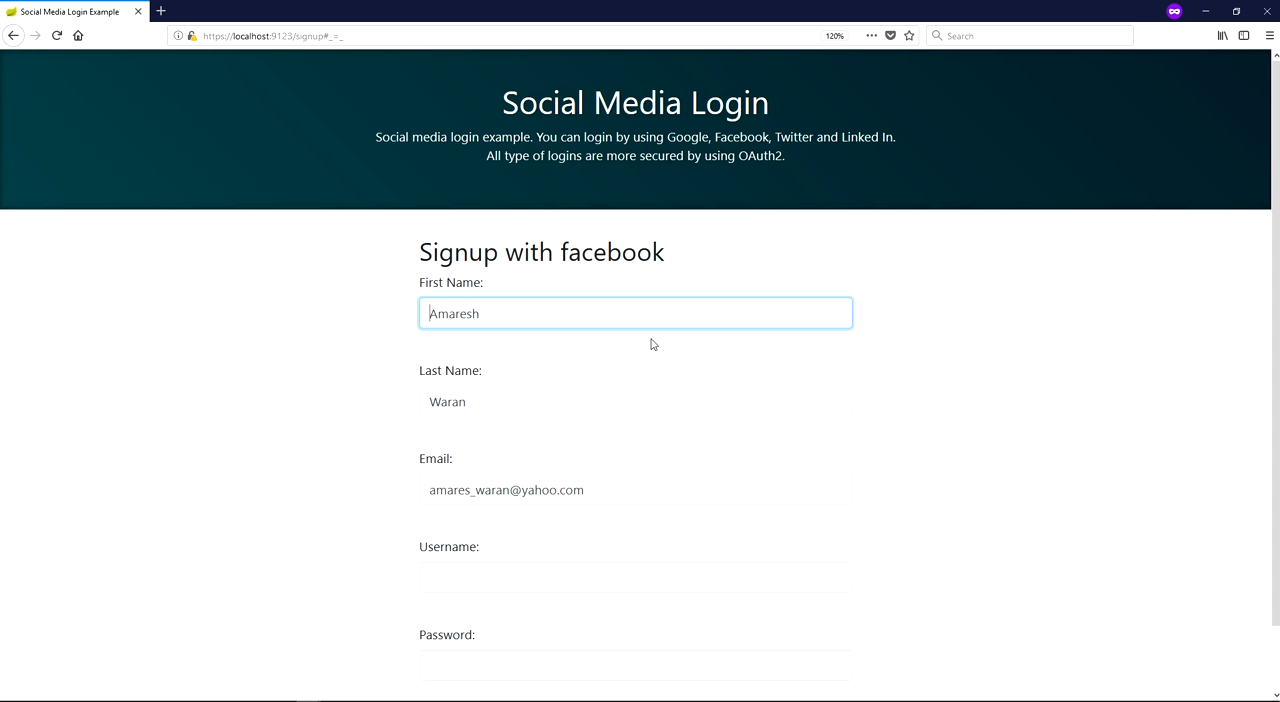 Social Media Login Example
https://localhost:9123/signup#_=_
120%
Search
Social Media Login
Social media login example. You can login by using Google, Facebook, Twitter and Linked In.
All type of logins are more secured by using OAuth2.
Signup with facebook
First Name:
Amaresh
Last Name:
Waran
Email:
amares_waran@yahoo.com
Username:
Password: